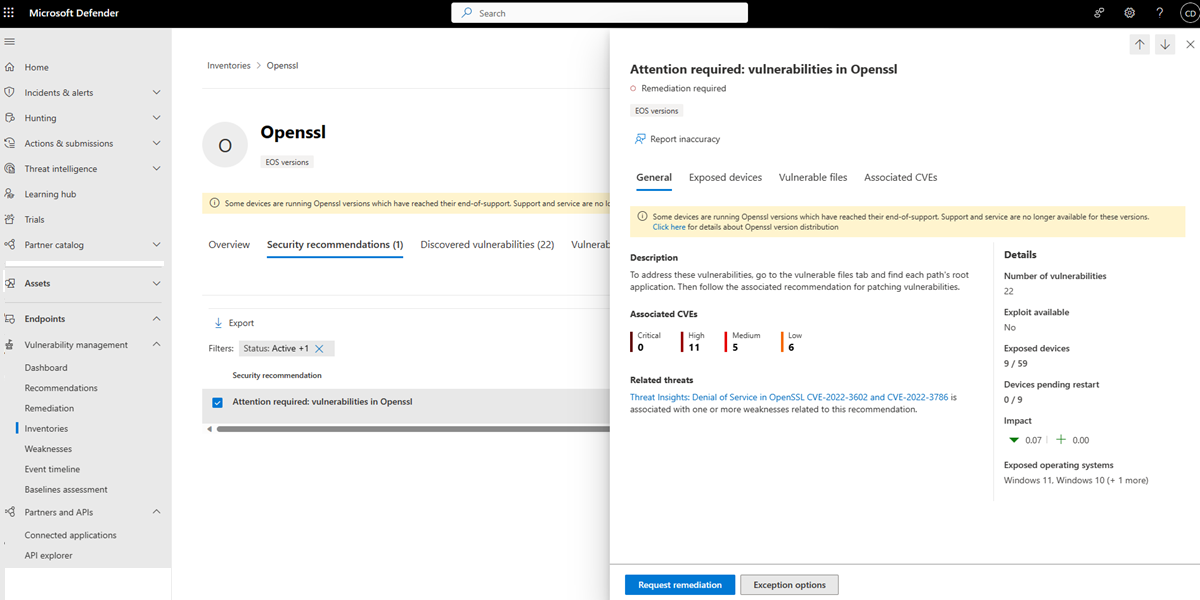 Microsoft Defender
Search
CD
Home
Incidents & alerts
Hunting
Actions & submissions
Threat intelligence
Learning hub
Trials
Partner catalog
Assets
Endpoints
Vulnerability management
Dashboard
Recommendations
Remediation
Inventories
Weaknesses
Event timeline
Baselines assessment
Partners and APIs
Connected applications
API explorer
Inventories > Openssl
O
Openssl
EOS versions
Some devices are running Openssl versions which have reached their end-of-support. Support and service are no
Overview Security recommendations (1) Discovered vulnerabilities (22) Vulnerab
Export
Filters: Status: Active +1
Security recommendation
Attention required: vulnerabilities in Openssl
Attention required: vulnerabilities in Openssl
Remediation required
EOS versions
Report inaccuracy
General Exposed devices Vulnerable files Associated CVEs
Some devices are running Openssl versions which have reached their end-of-support. Support and service are no longer available for these versions.
Click here for details about Openssl version distribution
Description
To address these vulnerabilities, go to the vulnerable files tab and find each path's root
application. Then follow the associated recommendation for patching vulnerabilities.
Associated CVEs
Critical High Medium Low
0 11 5 6
Related threats
Threat Insights: Denial of Service in OpenSSL CVE-2022-3602 and CVE-2022-3786 is
associated with one or more weaknesses related to this recommendation.
Details
Number of vulnerabilities
22
Exploit available
No
Exposed devices
9 / 59
Devices pending restart
0 / 9
Impact
0.07 | + 0.00
Exposed operating systems
Windows 11, Windows 10 (+ 1 more)
Request remediation
Exception options